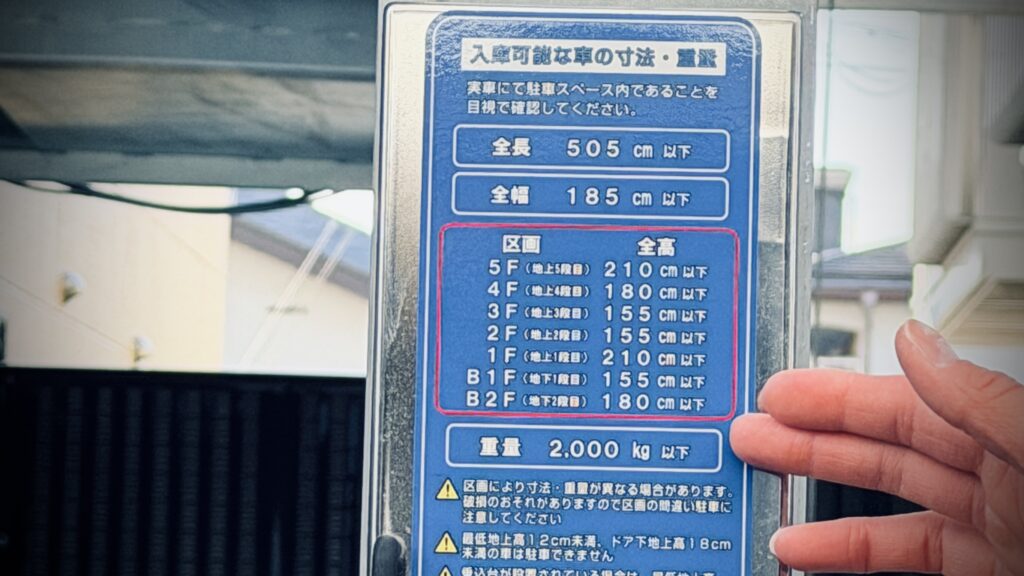 入庫可能な車の寸法・重量
実車にて駐車スペース内であることを
目視で確認してください。
全長 505 cm 以下
全幅 185 cm 以下
区画 全高
5F(地上5段目) 210 cm 以下
4F(地上4段目) 180 cm 以下
3F(地上3段目) 155 cm 以下
2F(地上2段目) 155 cm 以下
1F(地上1段目) 210 cm 以下
B1F(地下1段目) 155 cm 以下
B2F(地下2段目) 180 cm 以下
重量 2,000 kg 以下
区画により寸法・重量が異なる場合があります。
破損のおそれがありますので区画の間違い駐車に
注意してください
最低地上高12cm未満、ドア下地上高18cm
未満の車は駐車できません